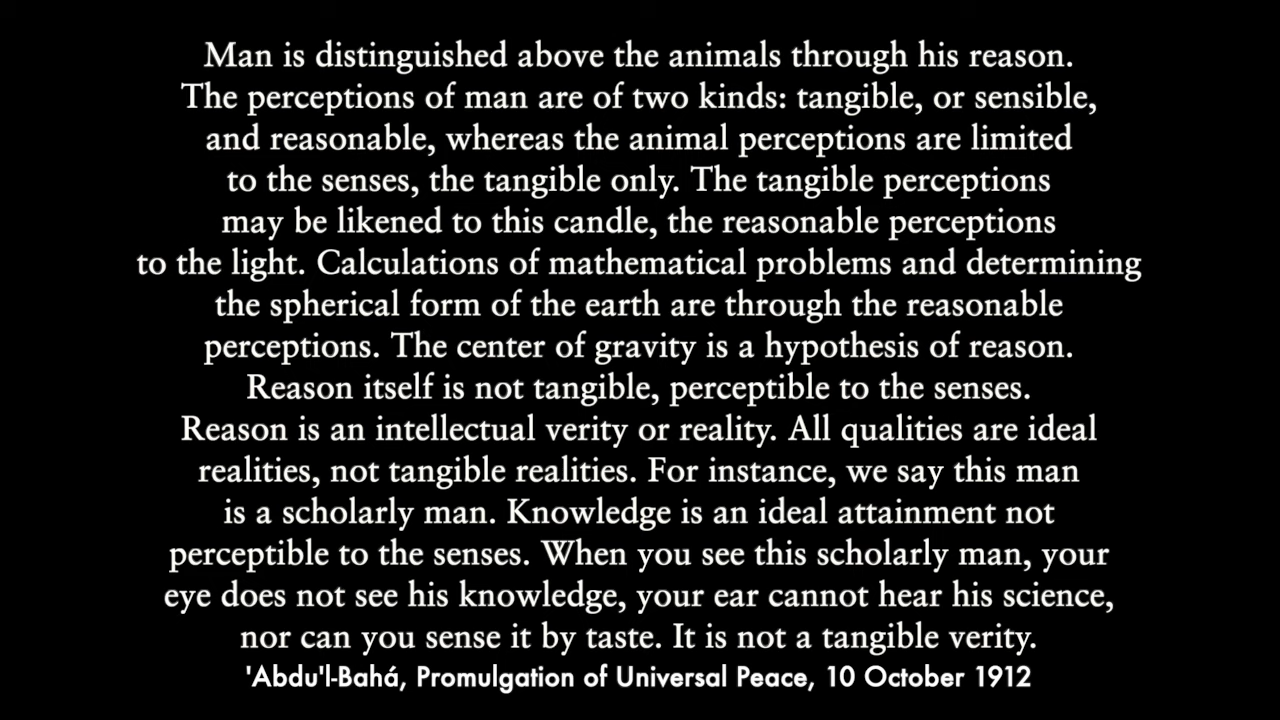 Man is distinguished above the animals through his reason.
The perceptions of man are of two kinds: tangible, or sensible,
and reasonable, whereas the animal perceptions are limited
to the senses, the tangible only. The tangible perceptions
may be likened to this candle, the reasonable perceptions
to the light. Calculations of mathematical problems and determining
the spherical form of the earth are through the reasonable
perceptions. The center of gravity is a hypothesis of reason.
Reason itself is not tangible, perceptible to the senses.
Reason is an intellectual verity or reality. All qualities are ideal
realities, not tangible realities. For instance, we say this man
is a scholarly man. Knowledge is an ideal attainment not
perceptible to the senses. When you see this scholarly man, your
eye does not see his knowledge, your ear cannot hear his science,
nor can you sense it by taste. It is not a tangible verity.
'Abdu'l-Bahá, Promulgation of Universal Peace, 10 October 1912